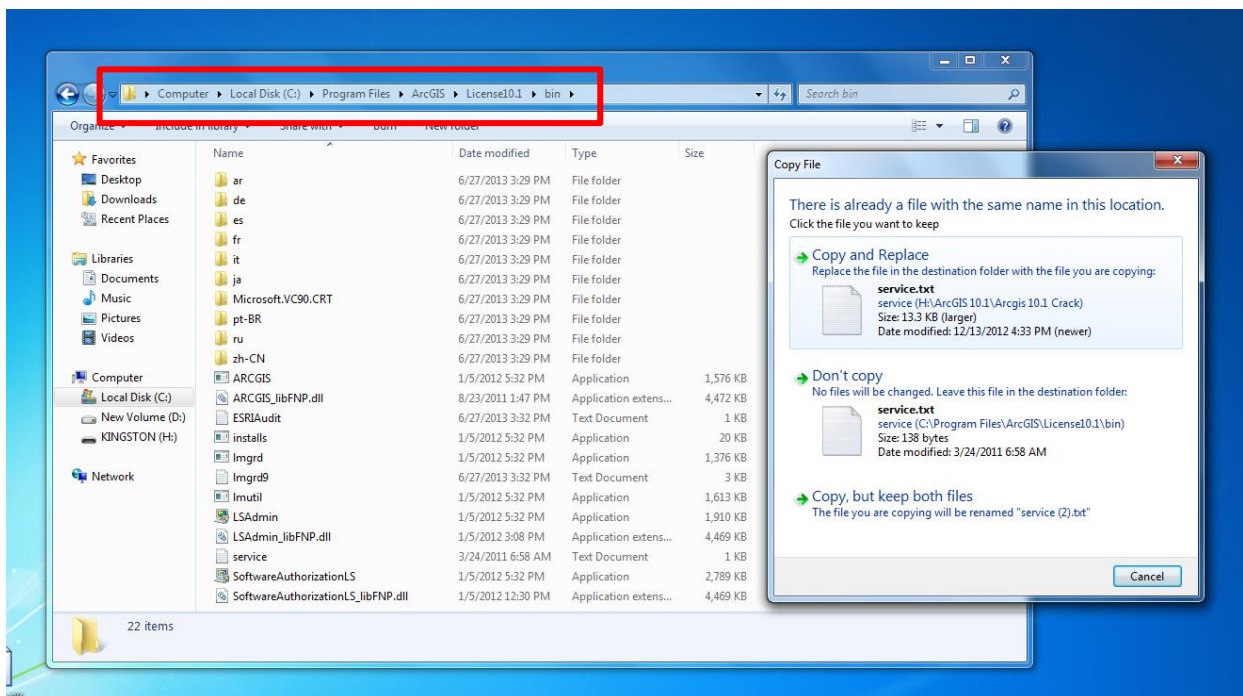 Computer ▸ Local Disk (C:) ▸ Program Files ▸ ArcGIS ▸ License10.1 ▸ bin ▸
Search bin
Organize Include in library Share with Burn New folder
Name Date modified Type Size
Favorites
Desktop
Downloads
Recent Places
Libraries
Documents
Music
Pictures
Videos
Computer
Local Disk (C:)
New Volume (D:)
KINGSTON (H:)
Network
ar 6/27/2013 3:29 PM File folder
de 6/27/2013 3:29 PM File folder
es 6/27/2013 3:29 PM File folder
fr 6/27/2013 3:29 PM File folder
it 6/27/2013 3:29 PM File folder
ja 6/27/2013 3:29 PM File folder
Microsoft.VC90.CRT 6/27/2013 3:29 PM File folder
pt-BR 6/27/2013 3:29 PM File folder
ru 6/27/2013 3:29 PM File folder
zh-CN 6/27/2013 3:29 PM File folder
ARCGIS 1/5/2012 5:32 PM Application 1,576 KB
ARCGIS_libFNP.dll 8/23/2011 1:47 PM Application extens... 4,472 KB
ESRIAudit 6/27/2013 3:32 PM Text Document 1 KB
installs 1/5/2012 5:32 PM Application 20 KB
lmgrd 1/5/2012 5:32 PM Application 1,376 KB
lmgrd9 6/27/2013 3:32 PM Text Document 3 KB
lmutil 1/5/2012 5:32 PM Application 1,613 KB
LSAdmin 1/5/2012 5:32 PM Application 1,910 KB
LSAdmin_libFNP.dll 1/5/2012 3:08 PM Application extens... 4,469 KB
service 3/24/2011 6:58 AM Text Document 1 KB
SoftwareAuthorizationLS 1/5/2012 5:32 PM Application 2,789 KB
SoftwareAuthorizationLS_libFNP.dll 1/5/2012 12:30 PM Application extens... 4,469 KB
22 items
Copy File
There is already a file with the same name in this location.
Click the file you want to keep
Copy and Replace
Replace the file in the destination folder with the file you are copying:
service.txt
service (H:\ArcGIS 10.1\Arcgis 10.1 Crack)
Size: 13.3 KB (larger)
Date modified: 12/13/2012 4:33 PM (newer)
Don't copy
No files will be changed. Leave this file in the destination folder:
service.txt
service (C:\Program Files\ArcGIS\License10.1\bin)
Size: 138 bytes
Date modified: 3/24/2011 6:58 AM
Copy, but keep both files
The file you are copying will be renamed "service (2).txt"
Cancel